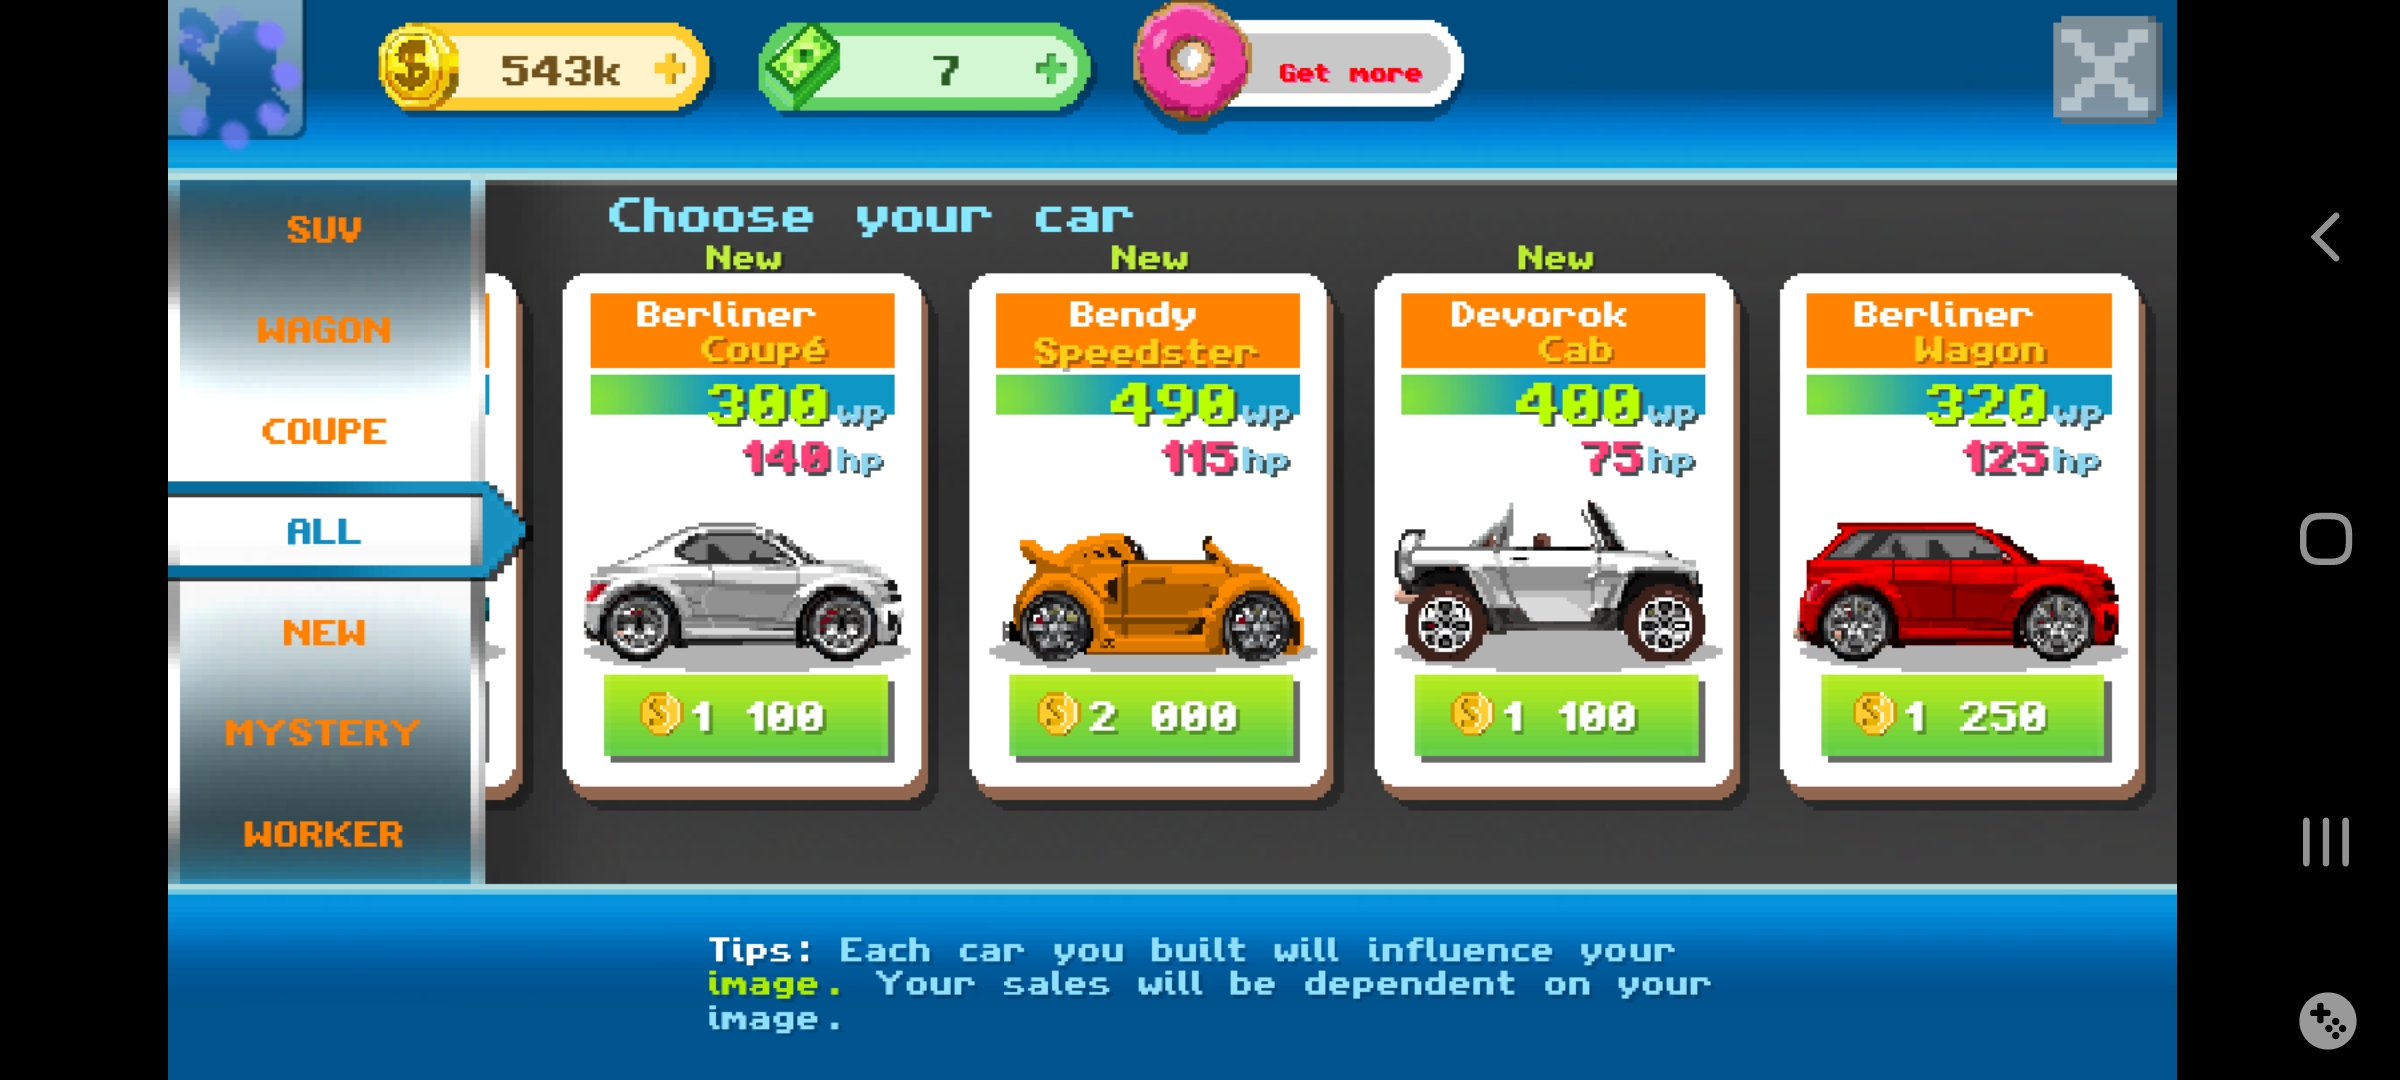 543k
7
Get more
SUV
WAGON
COUPE
ALL
NEW
MYSTERY
WORKER
Choose your car
New
Berliner
Coupé
300wp
140hp
1 100
New
Bendy
Speedster
490wp
115hp
2 000
New
Devorok
Cab
400wp
75hp
1 100
Berliner
Wagon
320wp
125hp
1 250
Tips: Each car you built will influence your
image. Your sales will be dependent on your
image.